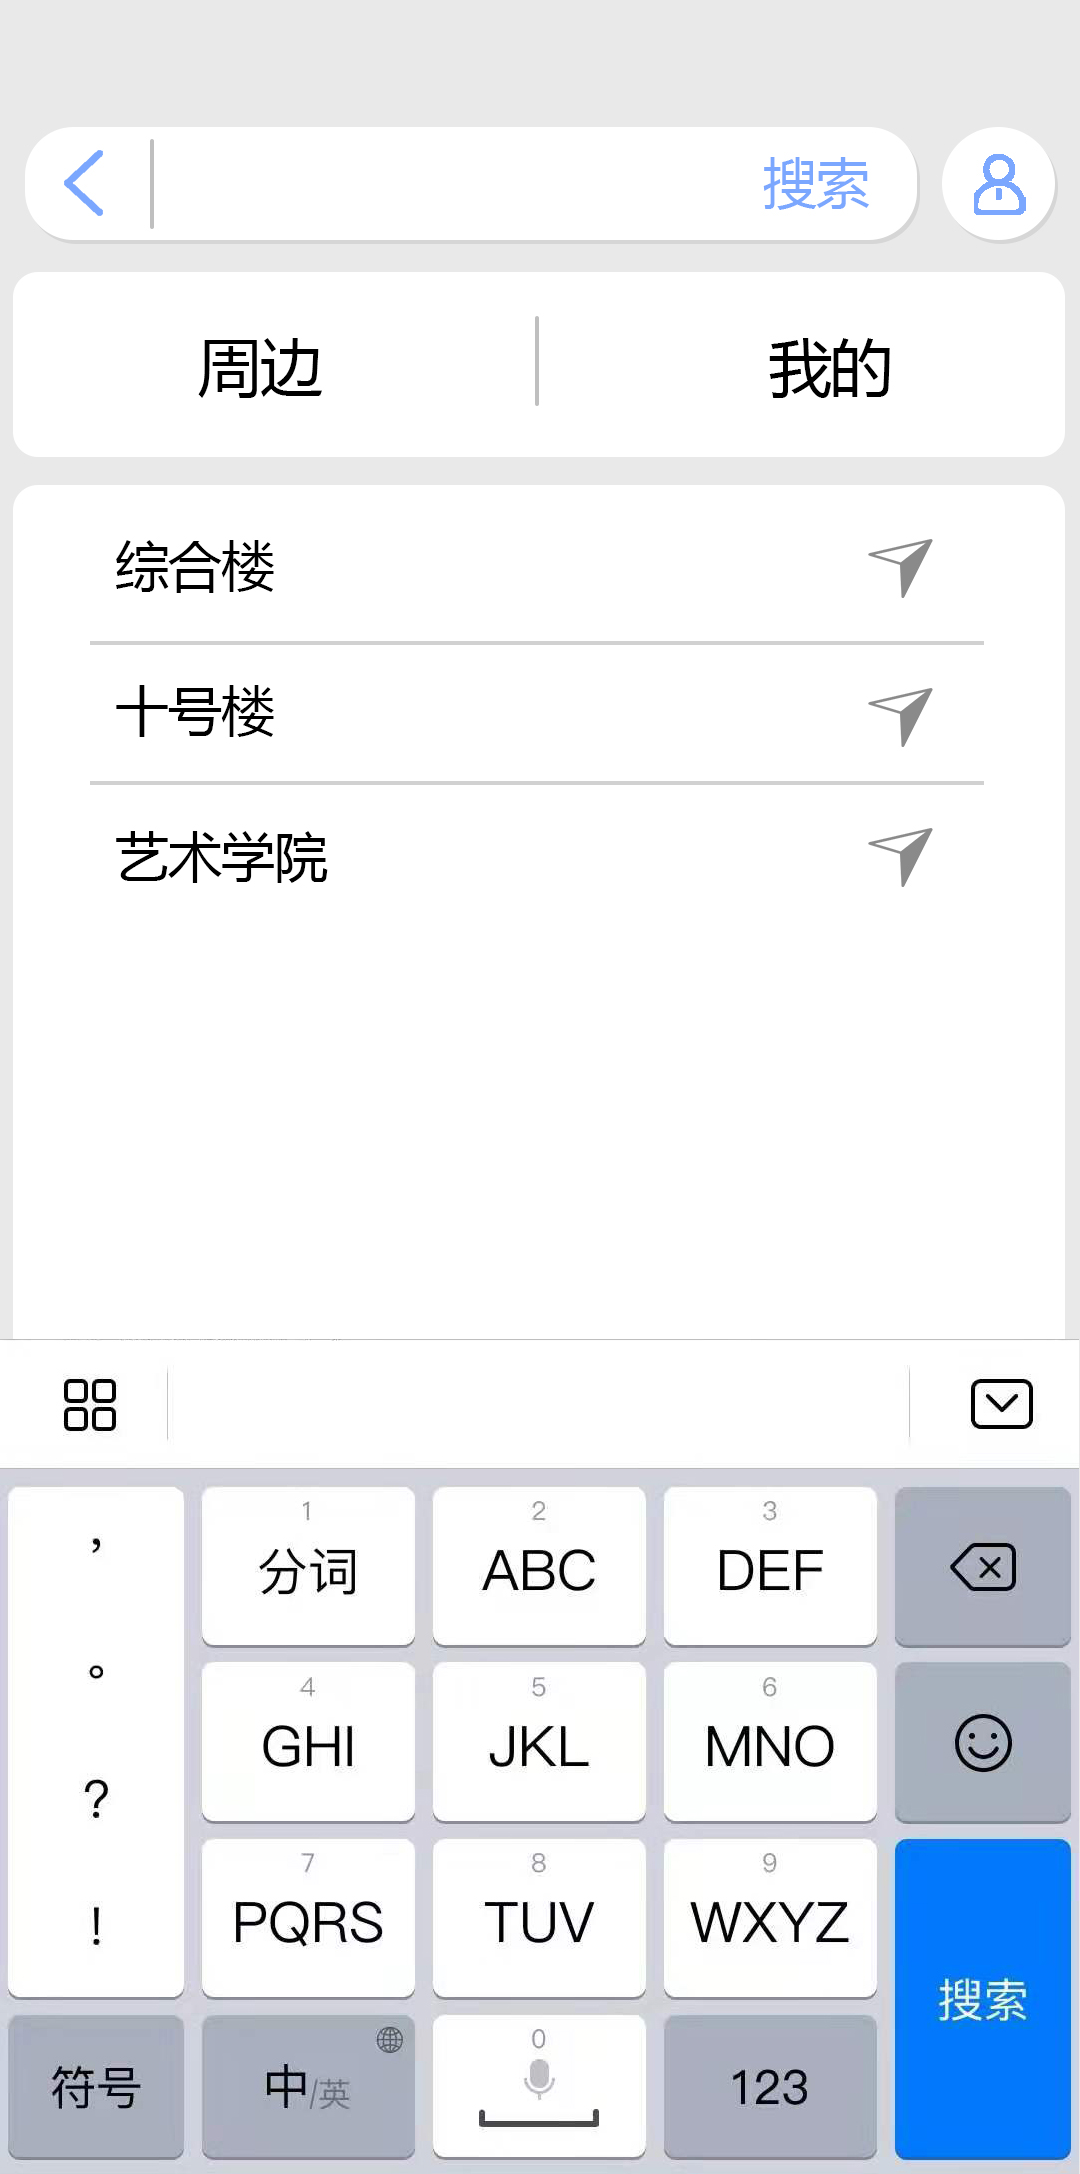 搜索
周边 我的
综合楼
十号楼
艺术学院
，
。
？
！
1 2 3
分词 ABC DEF
4 5 6
GHI JKL MNO
7 8 9
PQRS TUV WXYZ
搜索
0
符号 中/英 123